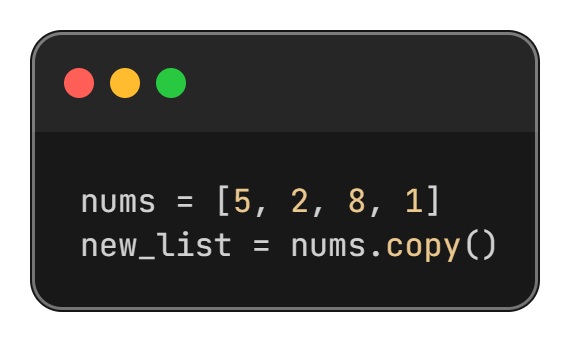 nums = [5, 2, 8, 1]
new_list = nums.copy()